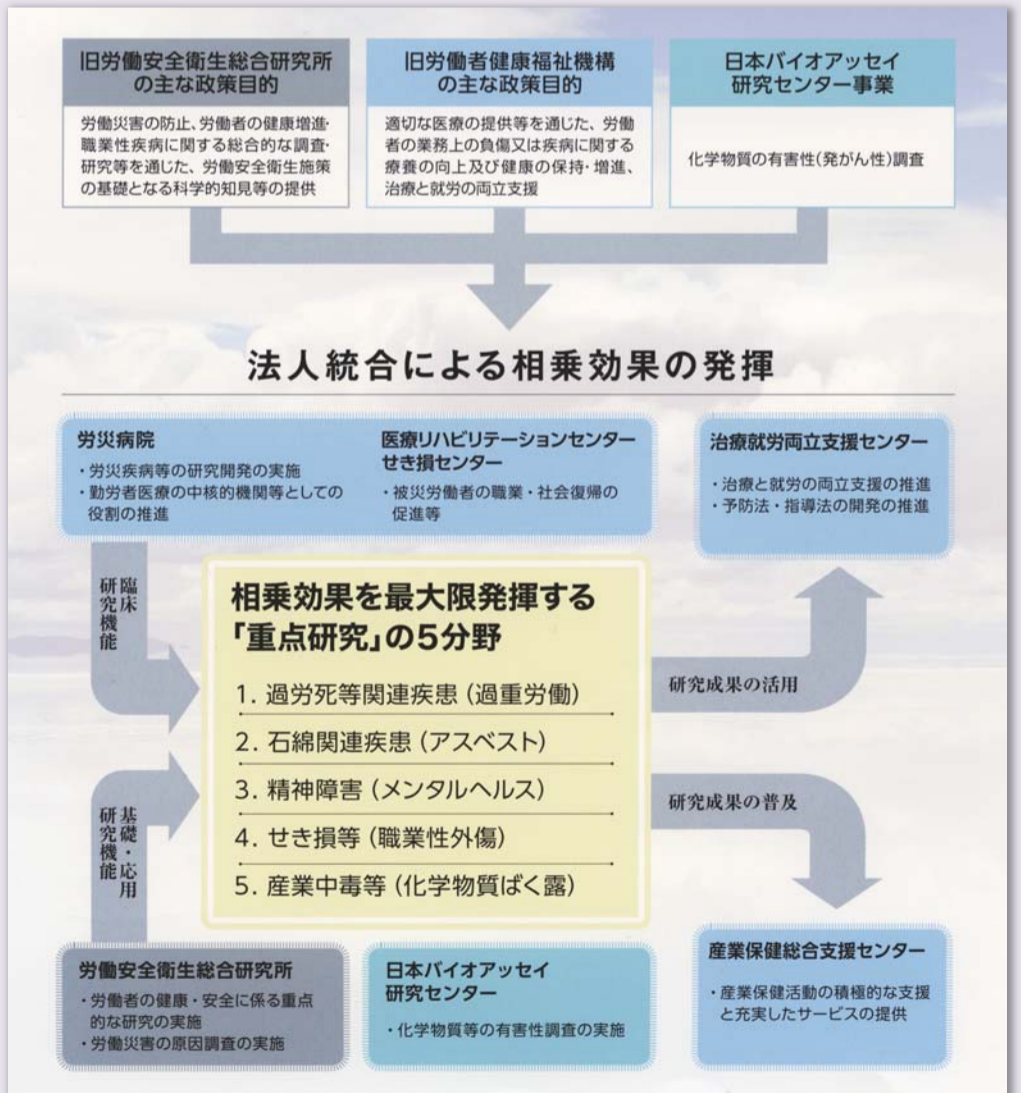 旧労働安全衛生総合研究所
の主な政策目的
労働災害の防止、労働者の健康増進・
職業性疾病に関する総合的な調査・
研究等を通じた、労働安全衛生施策
の基礎となる科学的知見等の提供
旧労働者健康福祉機構
の主な政策目的
適切な医療の提供等を通じた、労働
者の業務上の負傷又は疾病に関する
療養の向上及び健康の保持・増進、
治療と就労の両立支援
日本バイオアッセイ
研究センター事業
化学物質の有害性(発がん性)調査
法人統合による相乗効果の発揮
労災病院
・労災疾病等の研究開発の実施
・勤労者医療の中核的機関等としての
役割の推進
医療リハビリテーションセンター
せき損センター
・被災労働者の職業・社会復帰の
促進等
治療就労両立支援センター
・治療と就労の両立支援の推進
・予防法・指導法の開発の推進
臨床
研究機能
相乗効果を最大限発揮する
「重点研究」の5分野
1. 過労死等関連疾患（過重労働）
2. 石綿関連疾患（アスベスト）
3. 精神障害（メンタルヘルス）
4. せき損等（職業性外傷）
5. 産業中毒等（化学物質ばく露）
研究成果の活用
研究成果の普及
基礎・応用
研究機能
労働安全衛生総合研究所
・労働者の健康・安全に係る重点
的な研究の実施
・労働災害の原因調査の実施
日本バイオアッセイ
研究センター
・化学物質等の有害性調査の実施
産業保健総合支援センター
・産業保健活動の積極的な支援
と充実したサービスの提供